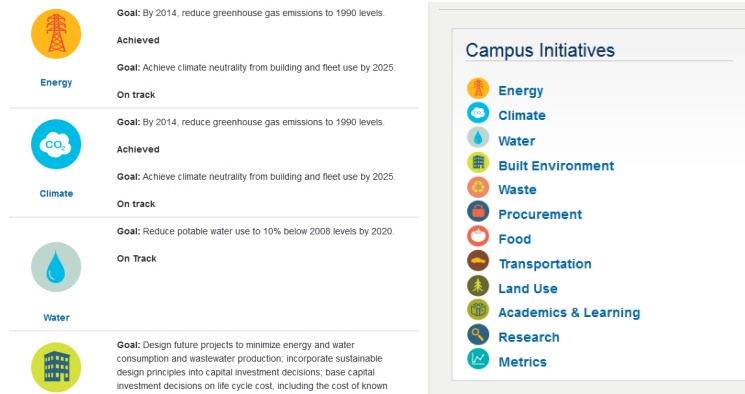 Goal: By 2014, reduce greenhouse gas emissions to 1990 levels.
Achieved
Goal: Achieve climate neutrality from building and fleet use by 2025.
On track
Energy
Goal: By 2014, reduce greenhouse gas emissions to 1990 levels.
Achieved
Goal: Achieve climate neutrality from building and fleet use by 2025.
On track
CO2
Climate
Goal: Reduce potable water use to 10% below 2008 levels by 2020.
On Track
Water
Goal: Design future projects to minimize energy and water
consumption and wastewater production; incorporate sustainable
design principles into capital investment decisions; base capital
investment decisions on life cycle cost, including the cost of known
Campus Initiatives
Energy
CO2
Climate
Water
Built Environment
Waste
Procurement
Food
Transportation
Land Use
Academics & Learning
Research
Metrics